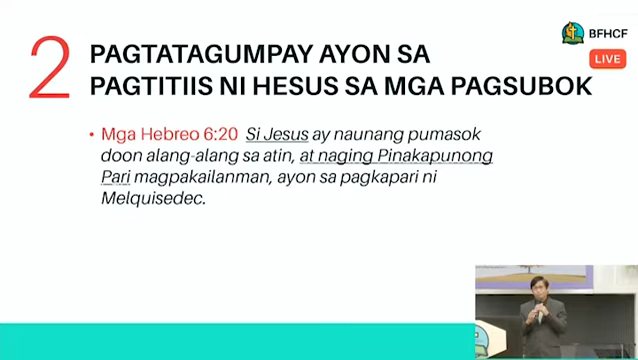 BFHCF
LIVE
2 PAGTATAGUMPAY AYON SA
PAGTITIIS NI HESUS SA MGA PAGSUBOK
• Mga Hebreo 6:20 Si Jesus ay naunang pumasok
doon alang-alang sa atin, at naging Pinakapunong
Pari magpakailanman, ayon sa pagkapari ni
Melquisedec.